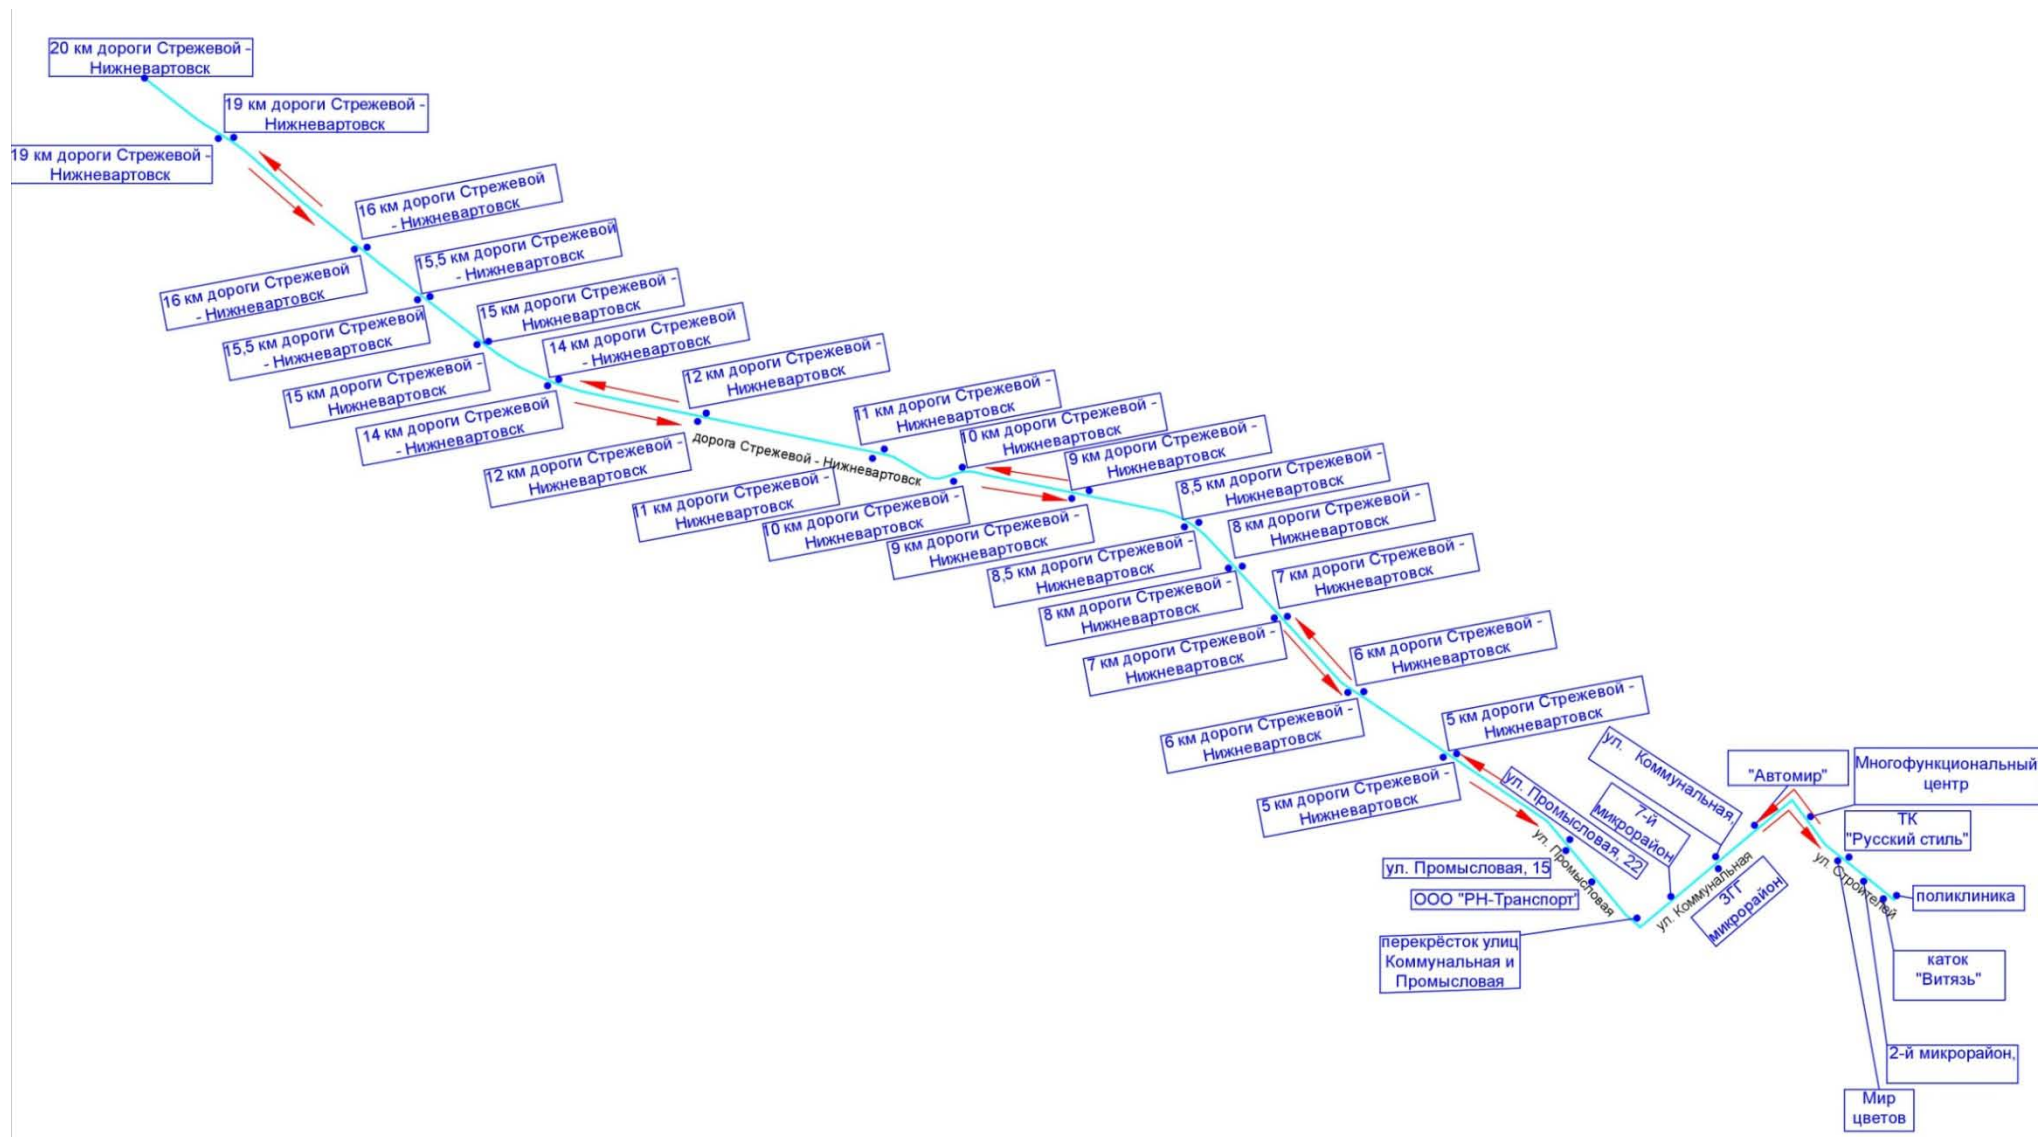 20 км дороги Стрежевой -
Нижневартовск
19 км дороги Стрежевой -
Нижневартовск
19 км дороги Стрежевой -
Нижневартовск
16 км дороги Стрежевой
- Нижневартовск
16 км дороги Стрежевой
- Нижневартовск
15,5 км дороги Стрежевой
- Нижневартовск
15,5 км дороги Стрежевой
- Нижневартовск
15 км дороги Стрежевой -
Нижневартовск
15 км дороги Стрежевой -
Нижневартовск
14 км дороги Стрежевой
- Нижневартовск
14 км дороги Стрежевой
- Нижневартовск
12 км дороги Стрежевой -
Нижневартовск
12 км дороги Стрежевой -
Нижневартовск
дорога Стрежевой - Нижневартовск
11 км дороги Стрежевой -
Нижневартовск
11 км дороги Стрежевой -
Нижневартовск
10 км дороги Стрежевой -
Нижневартовск
10 км дороги Стрежевой -
Нижневартовск
9 км дороги Стрежевой -
Нижневартовск
9 км дороги Стрежевой -
Нижневартовск
8,5 км дороги Стрежевой -
Нижневартовск
8,5 км дороги Стрежевой -
Нижневартовск
8 км дороги Стрежевой -
Нижневартовск
8 км дороги Стрежевой -
Нижневартовск
7 км дороги Стрежевой -
Нижневартовск
7 км дороги Стрежевой -
Нижневартовск
6 км дороги Стрежевой -
Нижневартовск
6 км дороги Стрежевой -
Нижневартовск
5 км дороги Стрежевой -
Нижневартовск
5 км дороги Стрежевой -
Нижневартовск
ул. Промысловая, 22
ул. Промысловая
ул. Промысловая, 15
ООО "РН-Транспорт"
перекрёсток улиц
Коммунальная и
Промысловая
7-й
микрорайон
ул. Коммунальная,
ул. Коммунальная
3ГГ
микрорайон
"Автомир"
Многофункциональный
центр
ТК
"Русский стиль"
ул. Строителей
поликлиника
каток
"Витязь"
2-й микрорайон,
Мир
цветов